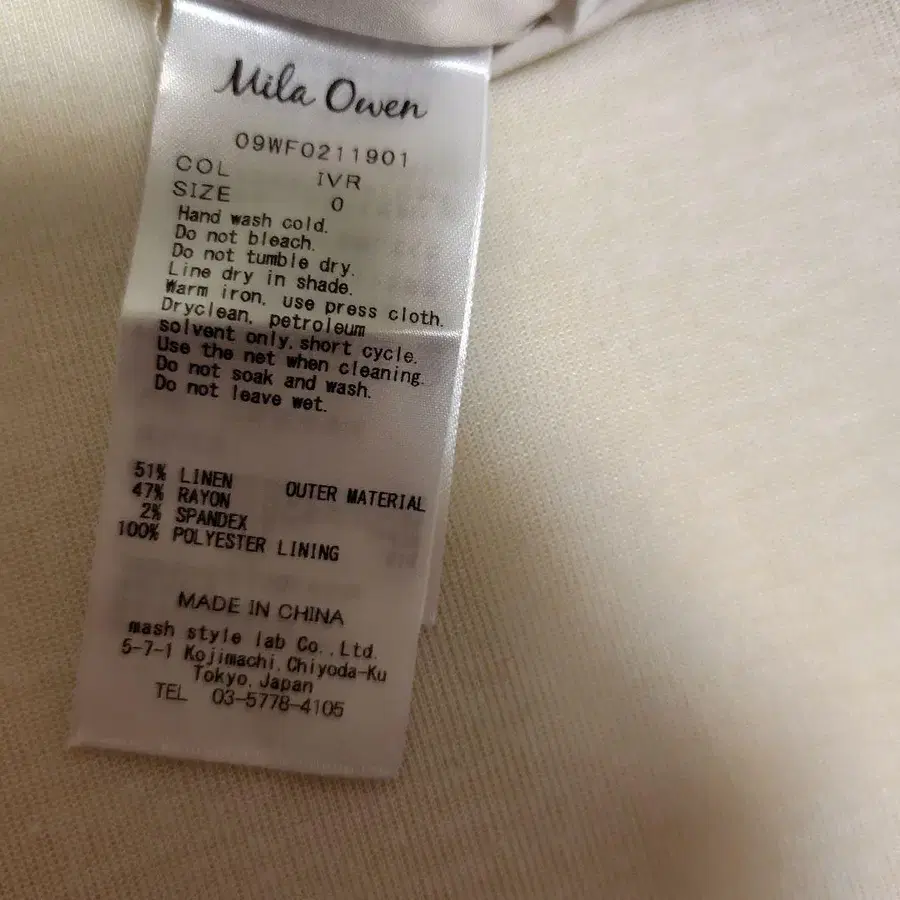 Mila Owen
09WF0211901
COL IVR
SIZE 0
Hand wash cold.
Do not bleach.
Do not tumble dry.
Line dry in shade.
Warm iron, use press cloth.
Dryclean, petroleum
solvent only, short cycle.
Use the net when cleaning.
Do not soak and wash.
Do not leave wet.
51% LINEN OUTER MATERIAL
47% RAYON
2% SPANDEX
100% POLYESTER LINING
MADE IN CHINA
mash style lab Co.,Ltd.
5-7-1 Kojimachi,Chiyoda-Ku
Tokyo,Japan
TEL 03-5778-4105